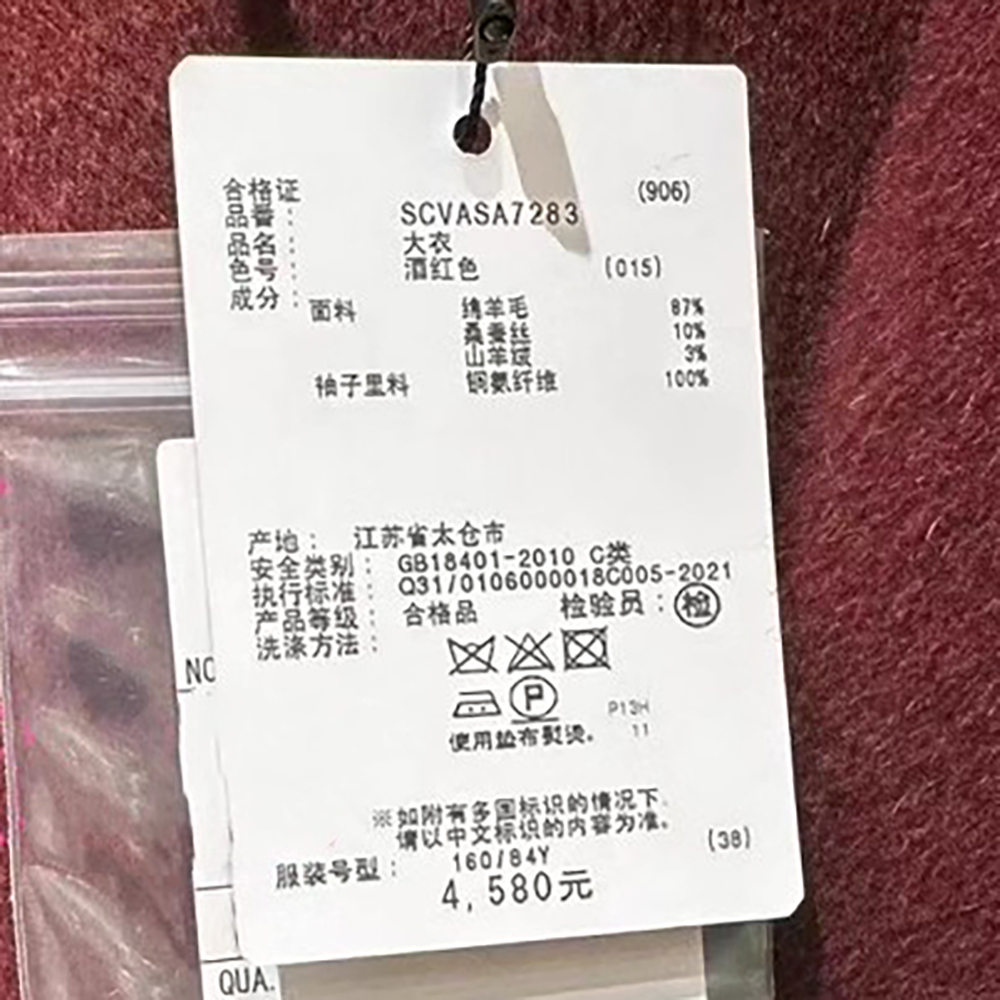 合格证
(906)
品番： SCVASA7283
品名： 大衣
色号： 酒红色 (015)
成分： 面料 绵羊毛 87%
桑蚕丝 10%
山羊绒 3%
袖子里料 铜氨纤维 100%
产地： 江苏省太仓市
安全类别： GB18401-2010 C类
执行标准： Q31/0106000018C005-2021
产品等级： 合格品 检验员：检
洗涤方法：
P
P13H
使用垫布熨烫。 11
※如附有多国标识的情况下，
请以中文标识的内容为准。
(38)
服装号型： 160/84Y
4,580元
NO
QUA.